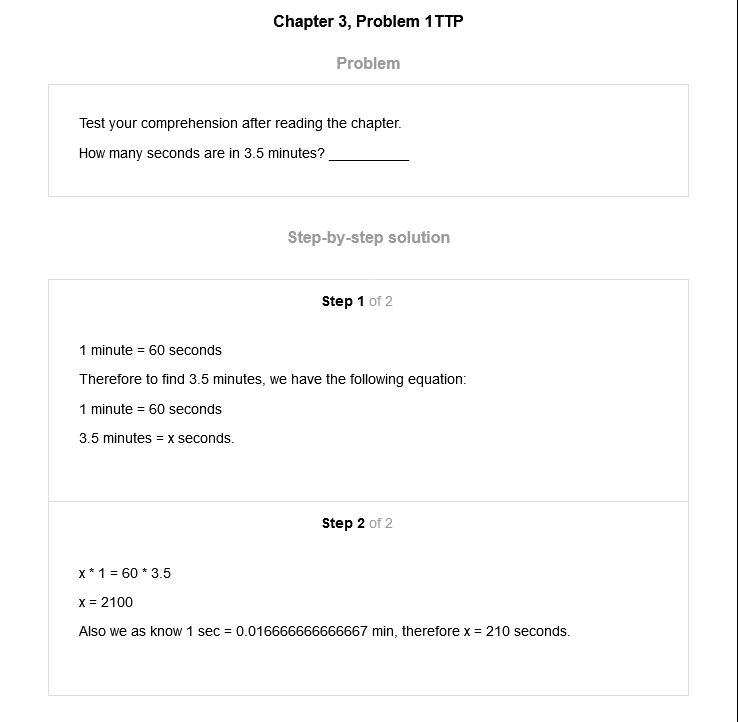 Chapter 3, Problem 1TTP
Problem
Test your comprehension after reading the chapter.
How many seconds are in 3.5 minutes? __________
Step-by-step solution
Step 1 of 2
1 minute = 60 seconds
Therefore to find 3.5 minutes, we have the following equation:
1 minute = 60 seconds
3.5 minutes = x seconds.
Step 2 of 2
x * 1 = 60 * 3.5
x = 2100
Also we as know 1 sec = 0.016666666666667 min, therefore x = 210 seconds.